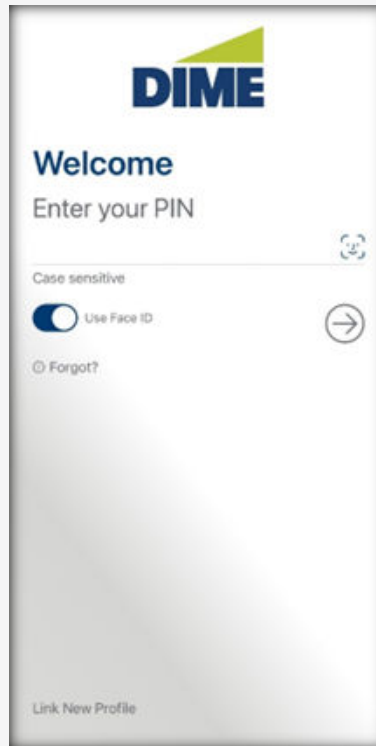 DIME
Welcome
Enter your PIN
Case sensitive
Use Face ID
Forgot?
Link New Profile